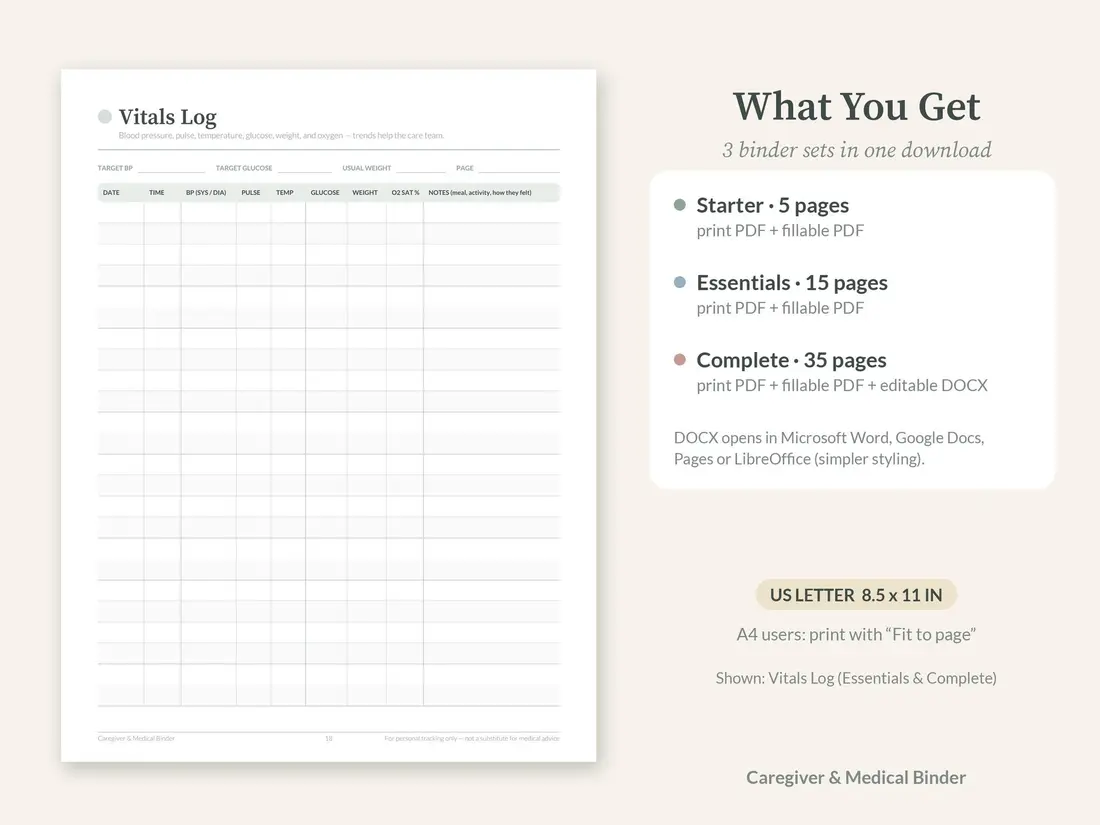 Vitals Log
Blood pressure, pulse, temperature, glucose, weight, and oxygen — trends help the care team.
TARGET BP TARGET GLUCOSE USUAL WEIGHT PAGE
DATE TIME BP (SYS / DIA) PULSE TEMP GLUCOSE WEIGHT O2 SAT % NOTES (meal, activity, how they felt)
Caregiver & Medical Binder 18 For personal tracking only — not a substitute for medical advice
What You Get
3 binder sets in one download
Starter · 5 pages
print PDF + fillable PDF
Essentials · 15 pages
print PDF + fillable PDF
Complete · 35 pages
print PDF + fillable PDF + editable DOCX
DOCX opens in Microsoft Word, Google Docs,
Pages or LibreOffice (simpler styling).
US LETTER 8.5 x 11 IN
A4 users: print with “Fit to page”
Shown: Vitals Log (Essentials & Complete)
Caregiver & Medical Binder